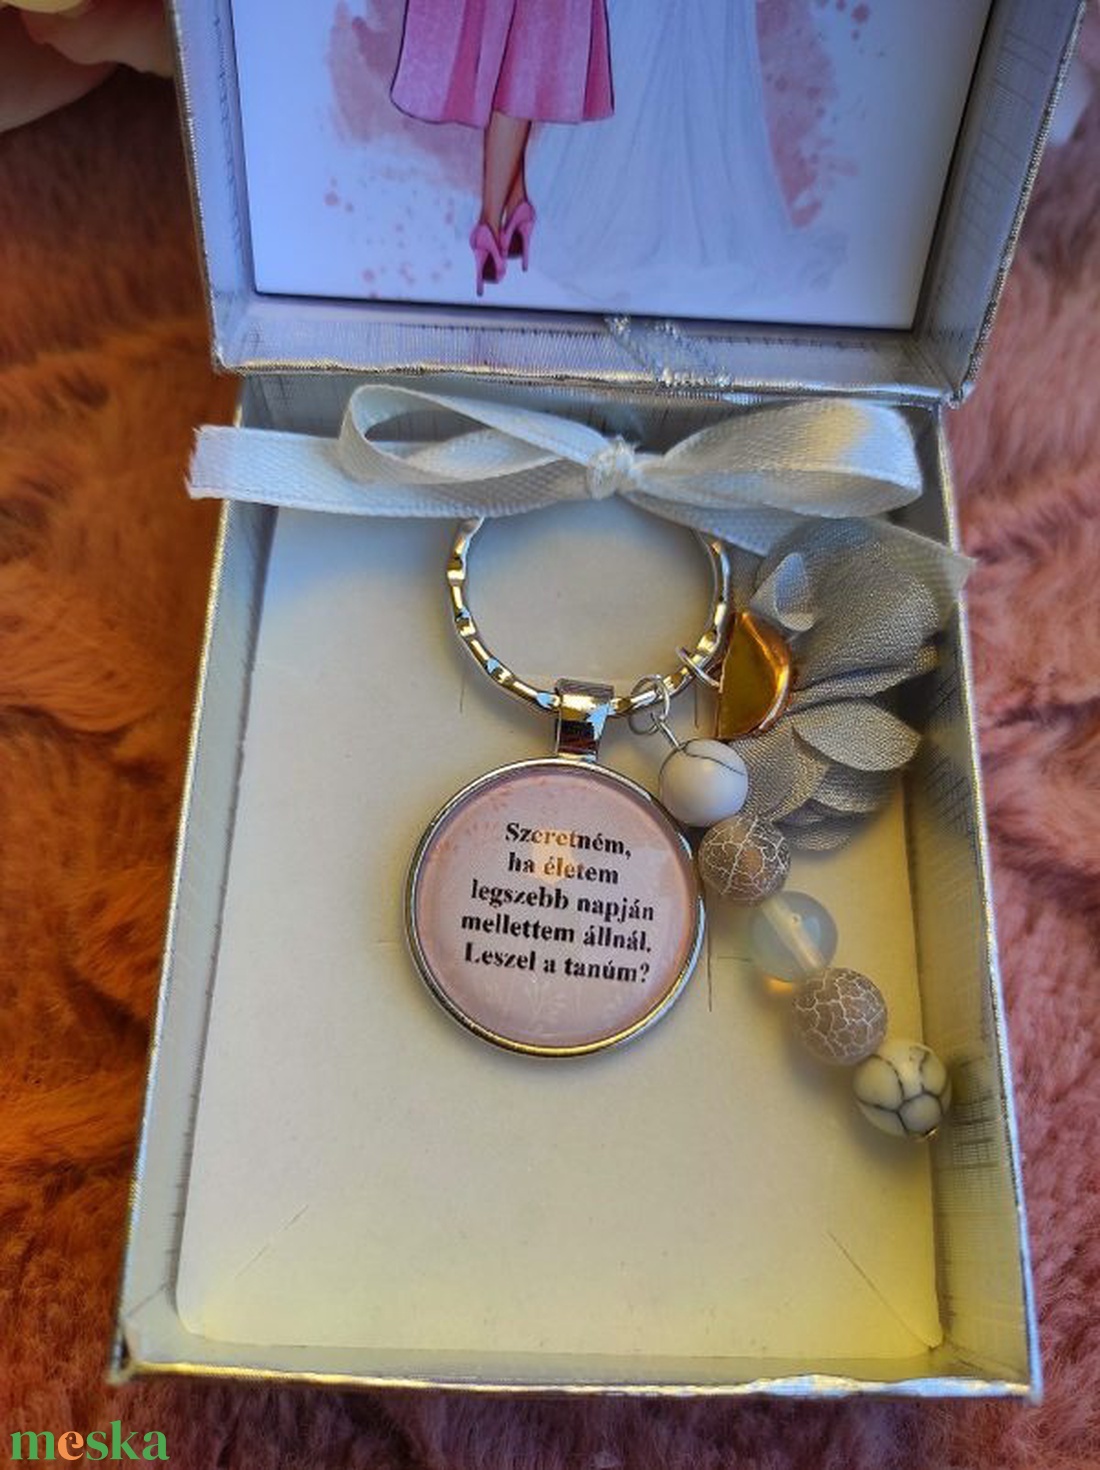 Szeretném,
ha életem
legszebb napján
mellettem állnál.
Leszel a tanúm?
meska